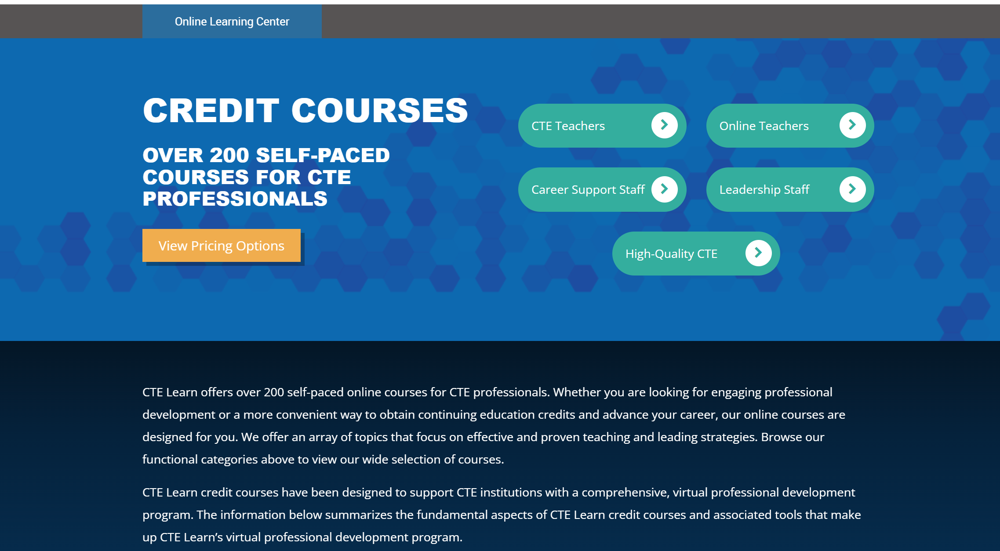 Online Learning Center
CREDIT COURSES
OVER 200 SELF-PACED
COURSES FOR CTE
PROFESSIONALS
View Pricing Options
CTE Teachers
Online Teachers
Career Support Staff
Leadership Staff
High-Quality CTE
CTE Learn offers over 200 self-paced online courses for CTE professionals. Whether you are looking for engaging professional
development or a more convenient way to obtain continuing education credits and advance your career, our online courses are
designed for you. We offer an array of topics that focus on effective and proven teaching and leading strategies. Browse our
functional categories above to view our wide selection of courses.
CTE Learn credit courses have been designed to support CTE institutions with a comprehensive, virtual professional development
program. The information below summarizes the fundamental aspects of CTE Learn credit courses and associated tools that make
up CTE Learn’s virtual professional development program.